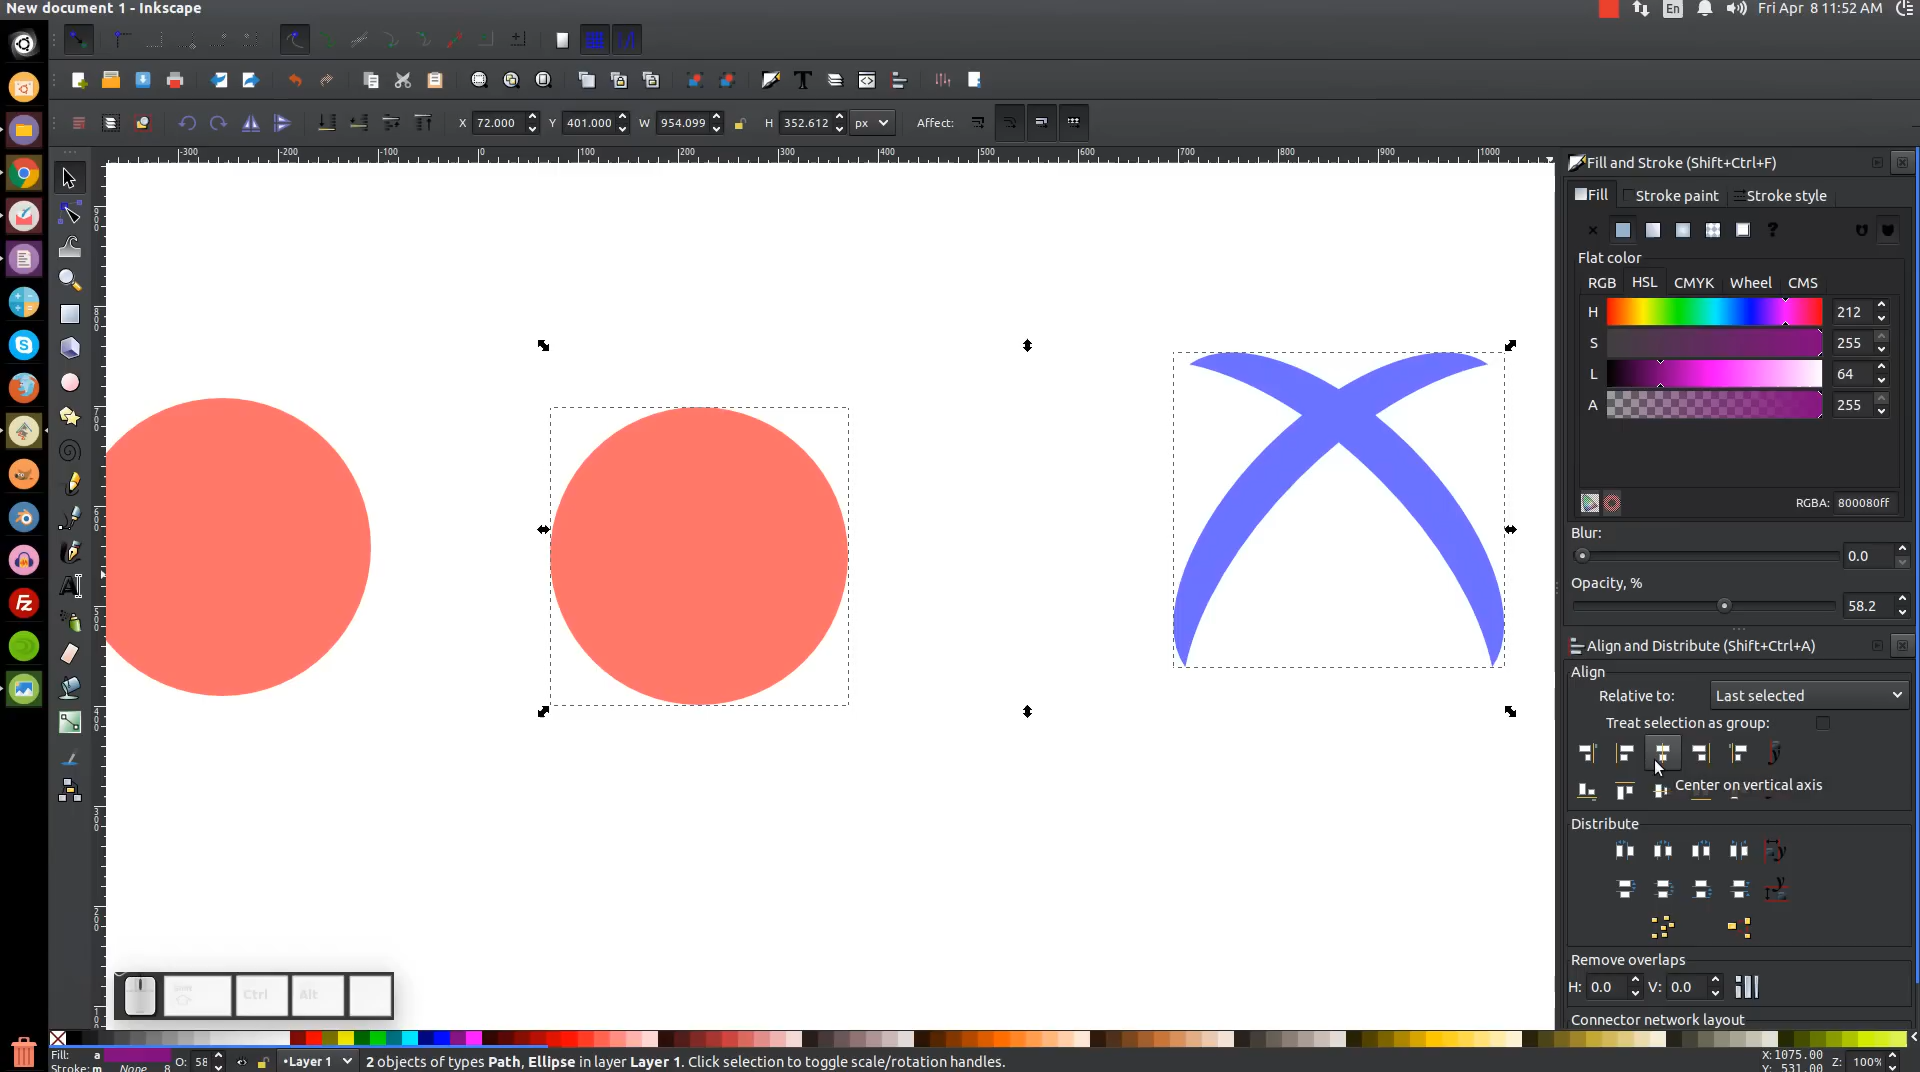 New document 1 - Inkscape
En
Fri Apr 8 11:52 AM
X 72.000 Y 401.000 W 954.099 H 352.612 px Affect:
-300 -200 -100 0 100 200 300 400 500 600 700 800 900 1000
Fill and Stroke (Shift+Ctrl+F)
Fill Stroke paint Stroke style
?
Flat color
RGB HSL CMYK Wheel CMS
H 212
S 255
L 64
A 255
RGBA: 800080ff
Blur:
0.0
Opacity, %
58.2
Align and Distribute (Shift+Ctrl+A)
Align
Relative to: Last selected
Treat selection as group:
Center on vertical axis
Distribute
Remove overlaps
H: 0.0 V: 0.0
Connector network layout
Shift
Ctrl Alt
Fill: a
Stroke: m None 8
O: 58
•Layer 1
2 objects of types Path, Ellipse in layer Layer 1. Click selection to toggle scale/rotation handles.
X:1075.00
Y: 531.00
Z: 100%